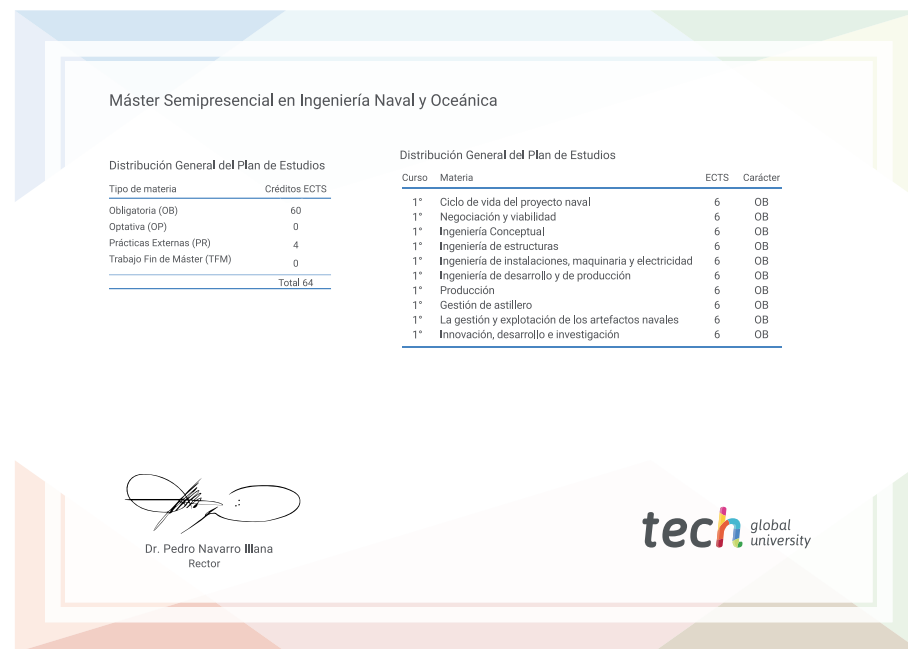 Máster Semipresencial en Ingeniería Naval y Oceánica
Distribución General del Plan de Estudios
Tipo de materia Créditos ECTS
Obligatoria (OB) 60
Optativa (OP) 0
Prácticas Externas (PR) 4
Trabajo Fin de Máster (TFM) 0
Total 64
Distribución General del Plan de Estudios
Curso Materia ECTS Carácter
1° Ciclo de vida del proyecto naval 6 OB
1° Negociación y viabilidad 6 OB
1° Ingeniería Conceptual 6 OB
1° Ingeniería de estructuras 6 OB
1° Ingeniería de instalaciones, maquinaria y electricidad 6 OB
1° Ingeniería de desarrollo y de producción 6 OB
1° Producción 6 OB
1° Gestión de astillero 6 OB
1° La gestión y explotación de los artefactos navales 6 OB
1° Innovación, desarrollo e investigación 6 OB
Dr. Pedro Navarro Illana
Rector
tech global university